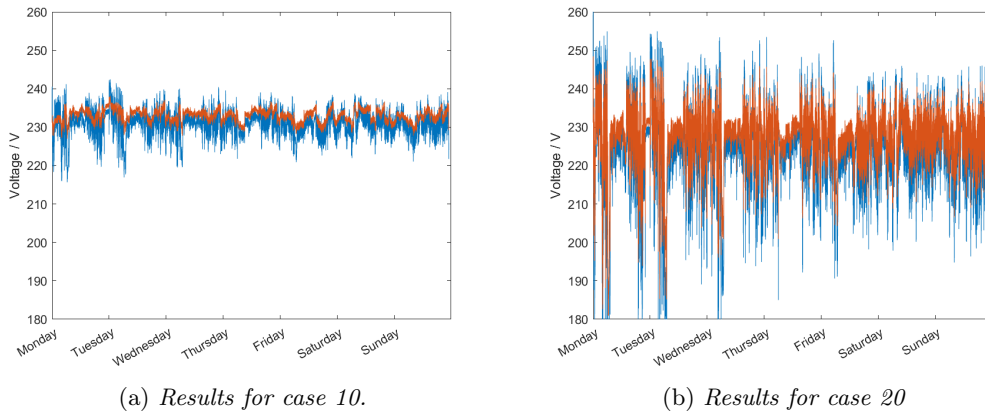 260
250
240
230
220
210
200
190
180
Voltage / V
Monday
Tuesday
Wednesday
Thursday
Friday
Saturday
Sunday
(a) Results for case 10.
260
250
240
230
220
210
200
190
180
Voltage / V
Monday
Tuesday
Wednesday
Thursday
Friday
Saturday
Sunday
(b) Results for case 20